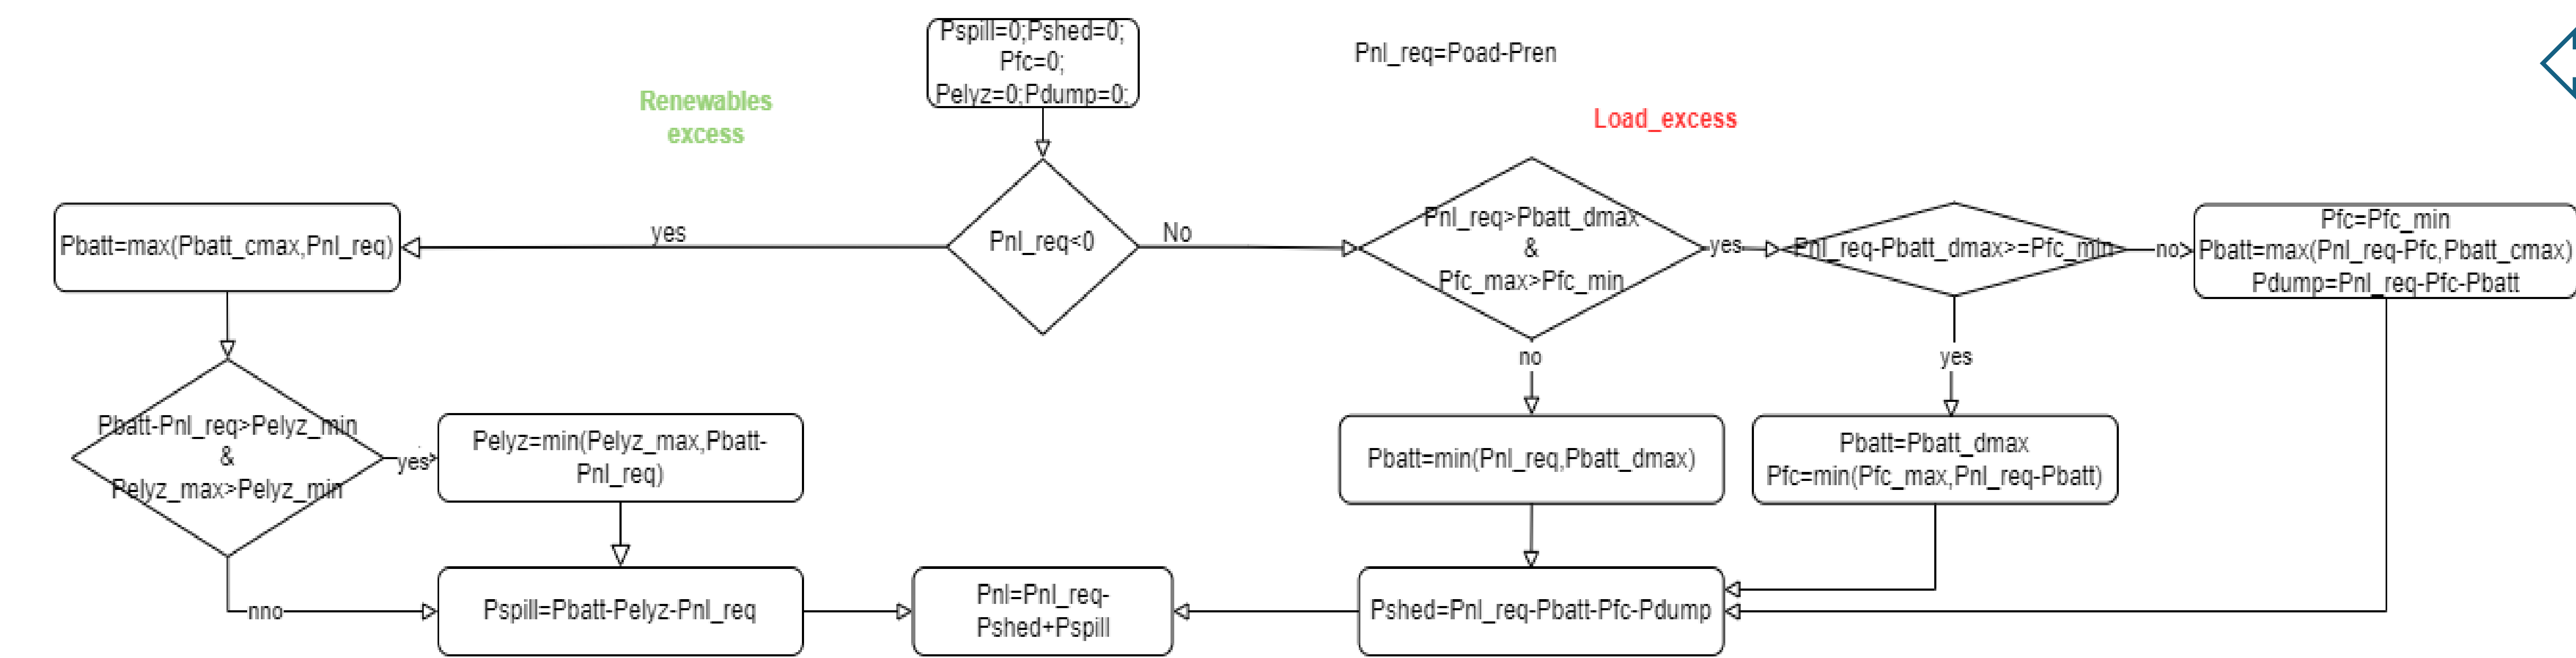 Pspill=0;Pshed=0;
Pfc=0;
Pelyz=0;Pdump=0;
Pnl_req=Poad-Pren
Renewables
excess
Load_excess
Pbatt=max(Pbatt_cmax,Pnl_req)
yes
Pnl_req<0
No
Pnl_req>Pbatt_dmax
&
Pfc_max>Pfc_min
yes
Pnl_req-Pbatt_dmax>=Pfc_min
no
Pfc=Pfc_min
Pbatt=max(Pnl_req-Pfc,Pbatt_cmax)
Pdump=Pnl_req-Pfc-Pbatt
no
yes
Pbatt-Pnl_req>Pelyz_min
&
Pelyz_max>Pelyz_min
yes
Pelyz=min(Pelyz_max,Pbatt-
Pnl_req)
Pbatt=min(Pnl_req,Pbatt_dmax)
Pbatt=Pbatt_dmax
Pfc=min(Pfc_max,Pnl_req-Pbatt)
nno
Pspill=Pbatt-Pelyz-Pnl_req
Pnl=Pnl_req-
Pshed+Pspill
Pshed=Pnl_req-Pbatt-Pfc-Pdump